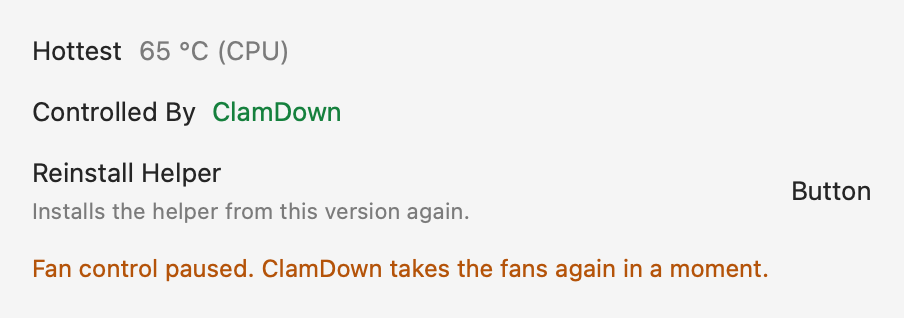 Hottest 65 °C (CPU)
Controlled By ClamDown
Reinstall Helper
Installs the helper from this version again.
Button
Fan control paused. ClamDown takes the fans again in a moment.